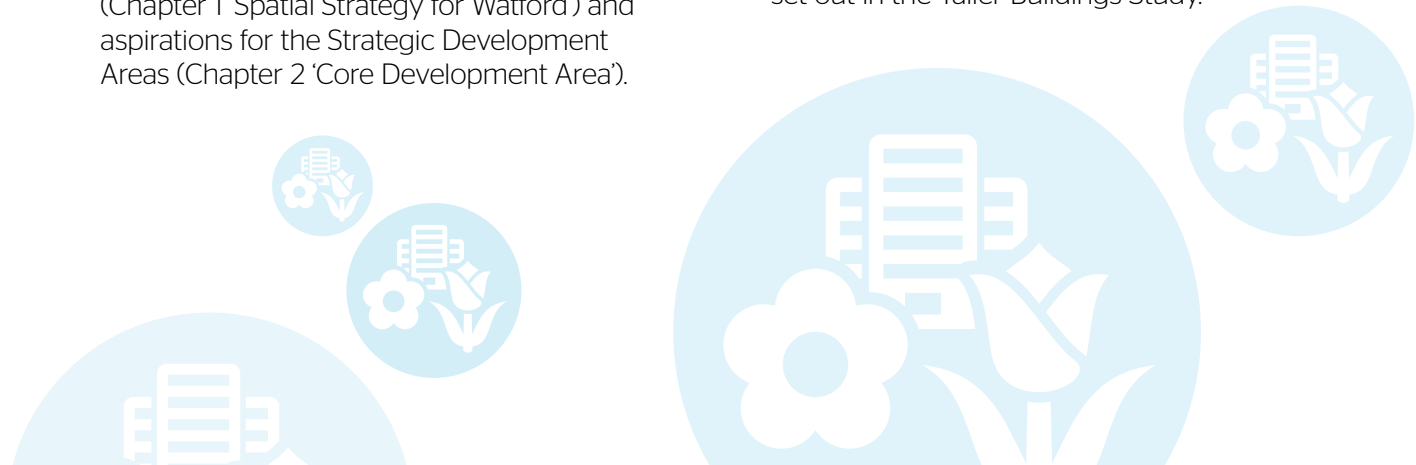 (Chapter 1 'Spatial Strategy for Watford') and
aspirations for the Strategic Development
Areas (Chapter 2 ‘Core Development Area’).
set out in the Taller Buildings Study.